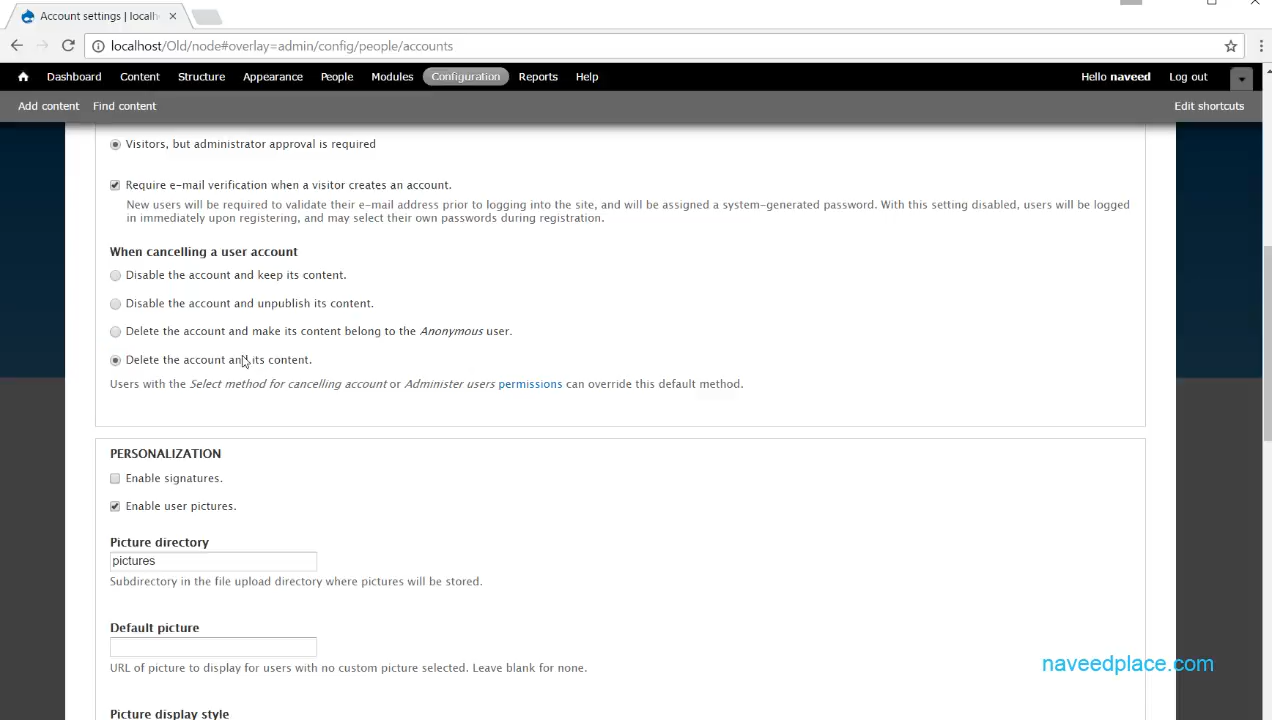 Account settings | localh
localhost/Old/node#overlay=admin/config/people/accounts
Dashboard Content Structure Appearance People Modules Configuration Reports Help Hello naveed Log out
Add content Find content Edit shortcuts
Visitors, but administrator approval is required
Require e-mail verification when a visitor creates an account.
New users will be required to validate their e-mail address prior to logging into the site, and will be assigned a system-generated password. With this setting disabled, users will be logged
in immediately upon registering, and may select their own passwords during registration.
When cancelling a user account
Disable the account and keep its content.
Disable the account and unpublish its content.
Delete the account and make its content belong to the Anonymous user.
Delete the account and its content.
Users with the Select method for cancelling account or Administer users permissions can override this default method.
PERSONALIZATION
Enable signatures.
Enable user pictures.
Picture directory
pictures
Subdirectory in the file upload directory where pictures will be stored.
Default picture
URL of picture to display for users with no custom picture selected. Leave blank for none.
naveedplace.com
Picture display style